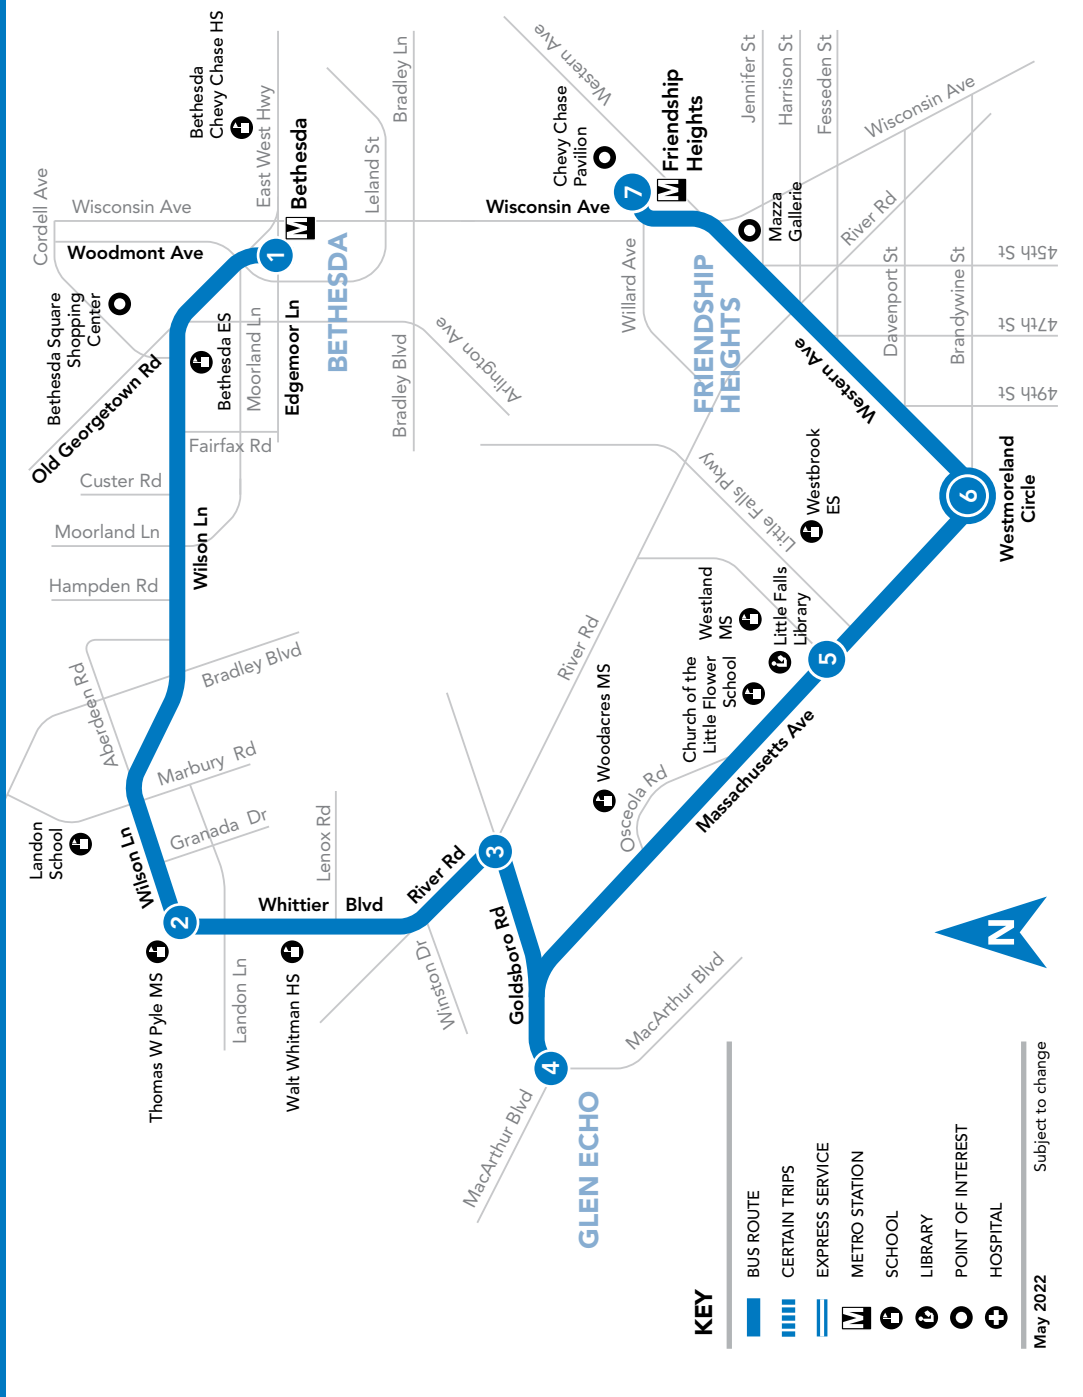 Bethesda
Chevy Chase HS
Cordell Ave
East West Hwy
Bradley Ln
Leland St
Wisconsin Ave
Woodmont Ave
Bethesda
1
BETHESDA
Bethesda Square
Shopping
Center
Bethesda ES
Moorland Ln
Edgemoor Ln
Old Georgetown Rd
Fairfax Rd
Bradley Blvd
Arlington Ave
Custer Rd
Moorland Ln
Hampden Rd
Wilson Ln
Aberdeen Rd
Bradley Blvd
Marbury Rd
Granada Dr
Landon
School
Wilson Ln
2
Thomas W Pyle MS
Walt Whitman HS
Landon Ln
Lenox Rd
Whittier Blvd
River Rd
Winston Dr
3
Goldsboro Rd
4
MacArthur Blvd
MacArthur Blvd
GLEN ECHO
Massachusetts Ave
Osceola Rd
Woodacres MS
River Rd
Church of the
Little Flower
School
Westland
MS
Little Falls
Library
5
Little Falls Pkwy
Westbrook
ES
6
Westmoreland
Circle
Western Ave
FRIENDSHIP
HEIGHTS
Willard Ave
Wisconsin Ave
7
Friendship
Heights
Chevy Chase
Pavilion
Western Ave
Mazza
Gallerie
Jennifer St
Harrison St
Fesseden St
Wisconsin Ave
River Rd
Davenport St
Brandywine St
45th St
47th St
49th St
N
KEY
BUS ROUTE
CERTAIN TRIPS
EXPRESS SERVICE
M METRO STATION
SCHOOL
LIBRARY
POINT OF INTEREST
HOSPITAL
May 2022
Subject to change